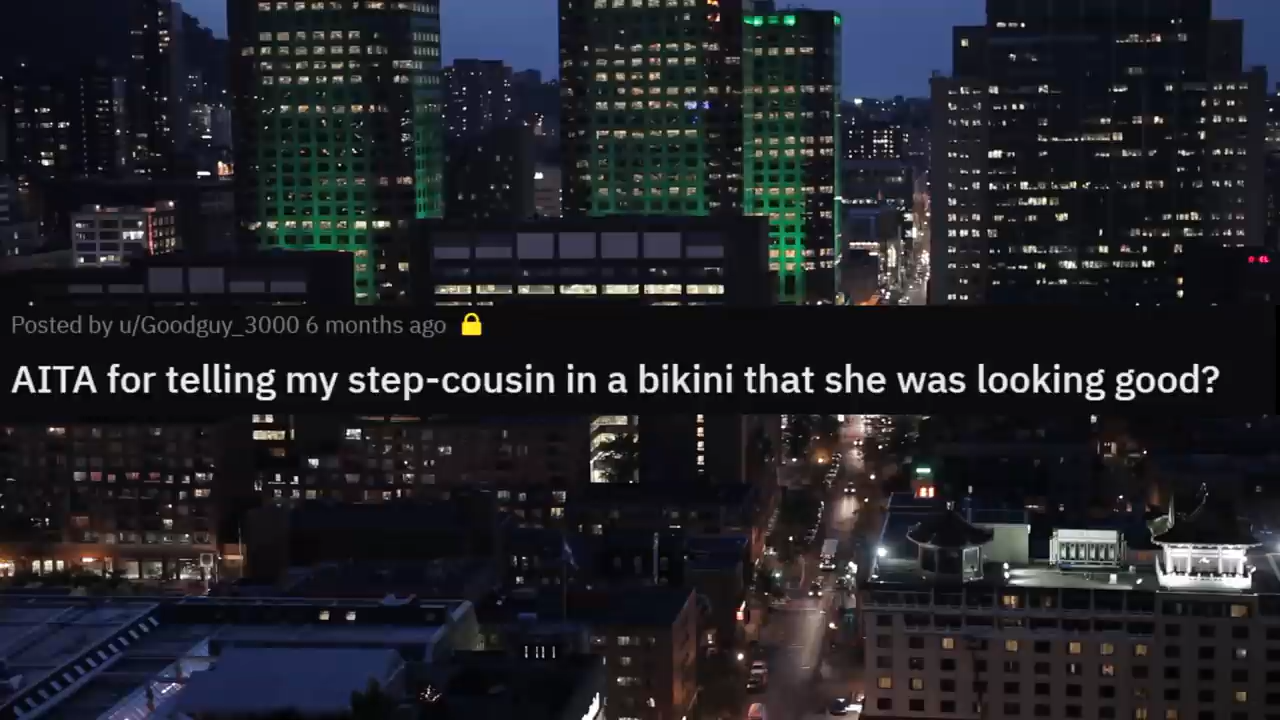 Posted by u/Goodguy_3000 6 months ago
AITA for telling my step-cousin in a bikini that she was looking good?